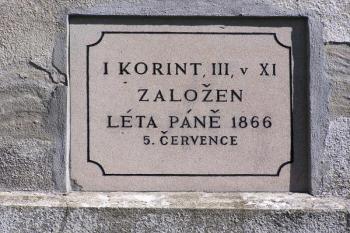 I KORINT, III, v XI
ZALOŽEN
LÉTA PÁNĚ 1866
5. ČERVENCE